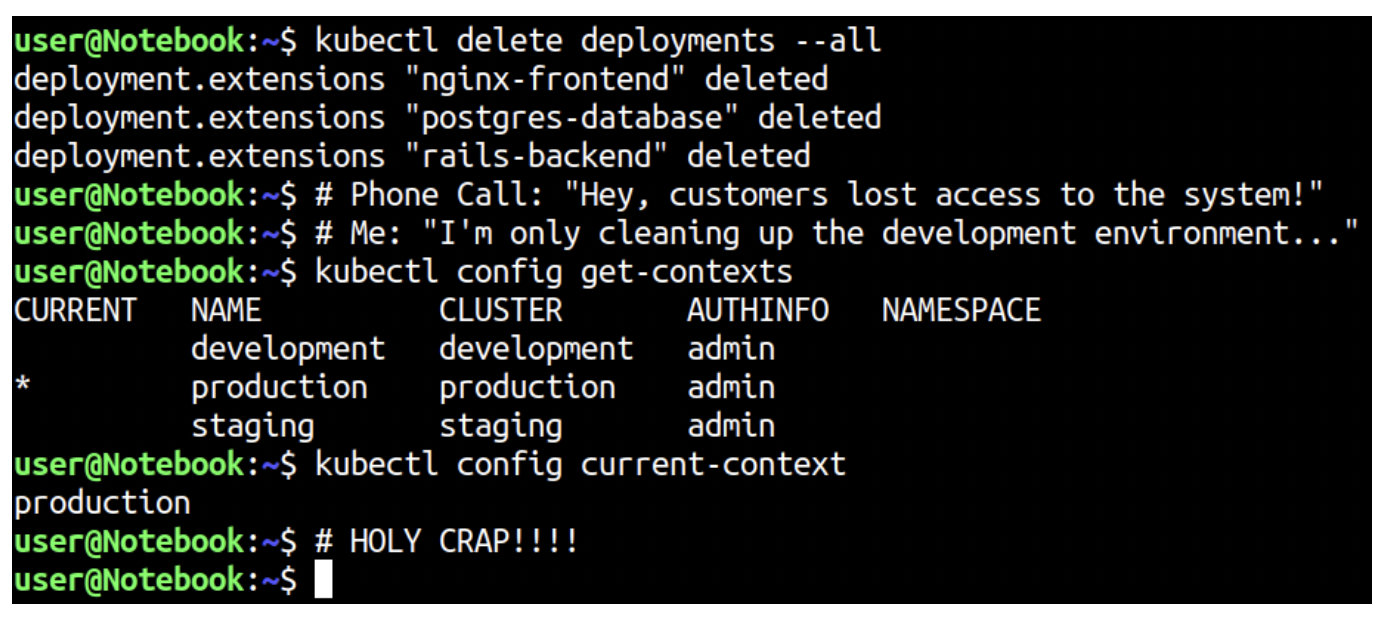 user@Notebook:~$ kubectl delete deployments --all
deployment.extensions "nginx-frontend" deleted
deployment.extensions "postgres-database" deleted
deployment.extensions "rails-backend" deleted
user@Notebook:~$ # Phone Call: "Hey, customers lost access to the system!"
user@Notebook:~$ # Me: "I'm only cleaning up the development environment..."
user@Notebook:~$ kubectl config get-contexts
CURRENT   NAME          CLUSTER       AUTHINFO   NAMESPACE
          development   development   admin
*         production    production    admin
          staging       staging       admin
user@Notebook:~$ kubectl config current-context
production
user@Notebook:~$ # HOLY CRAP!!!!
user@Notebook:~$